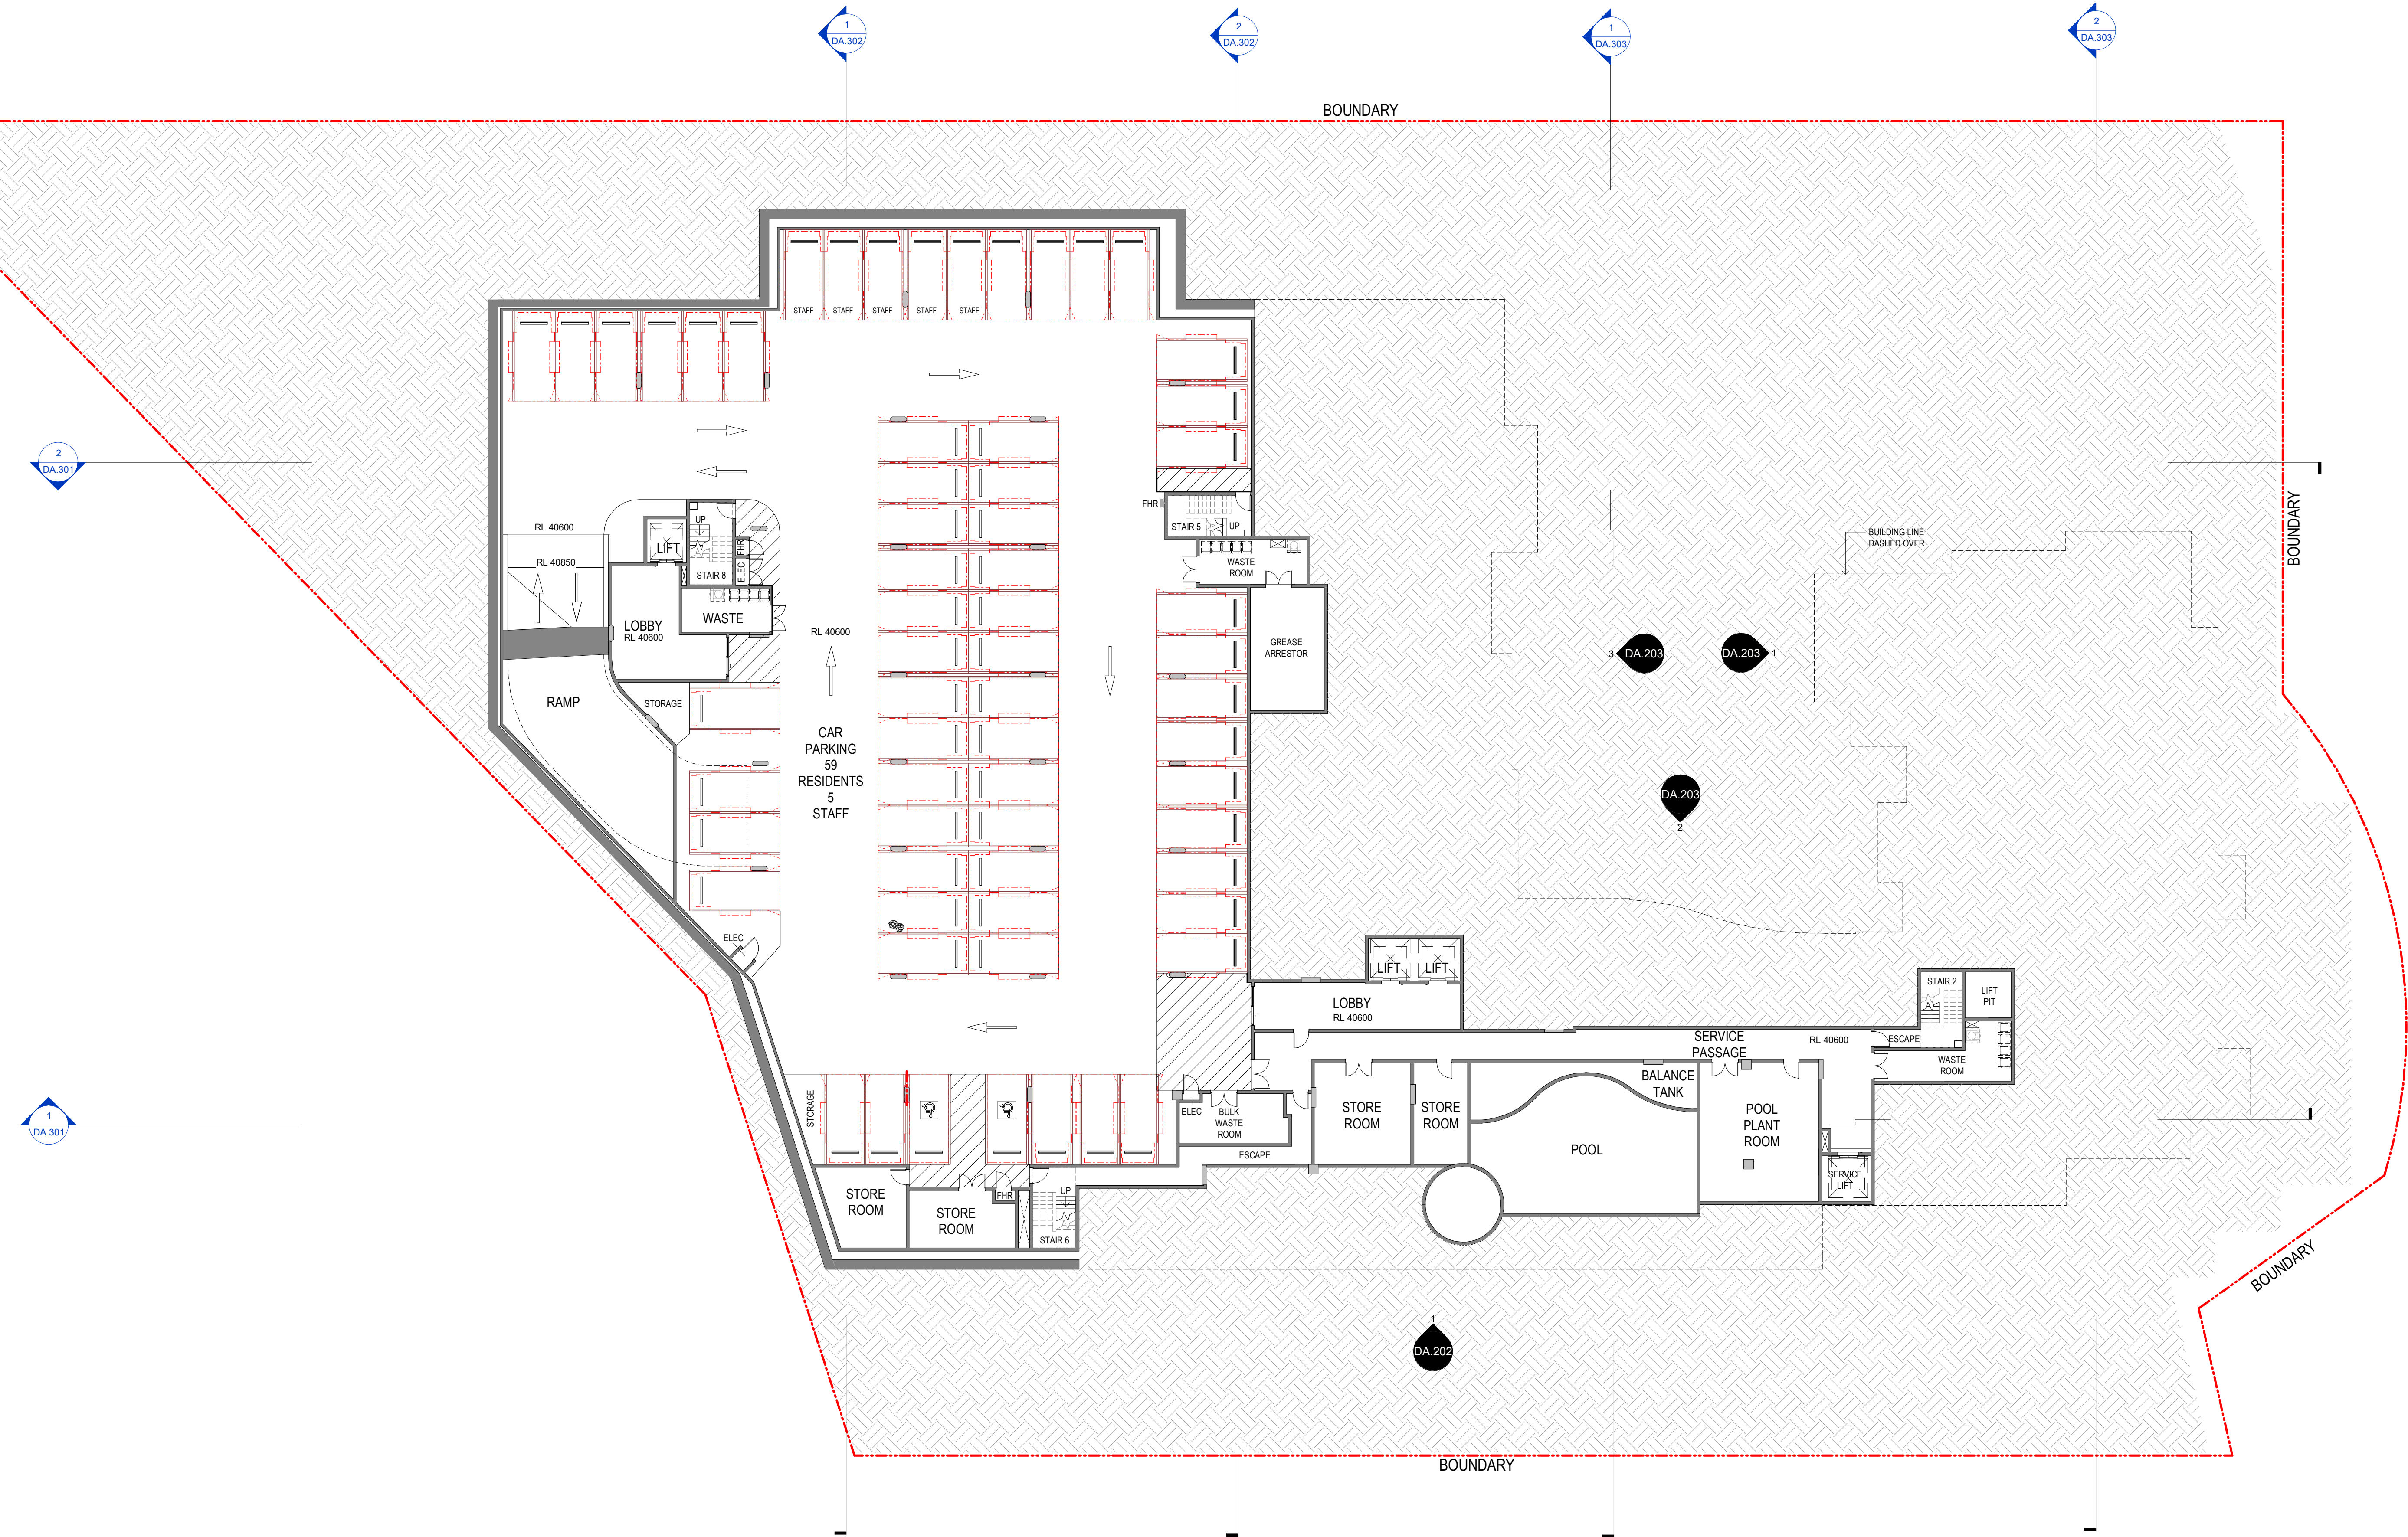 1
DA.302
2
DA.302
1
DA.303
2
DA.303
BOUNDARY
STAFF
STAFF
STAFF
STAFF
STAFF
2
DA.301
BOUNDARY
FHR
STAIR 5
UP
RL 40600
RL 40850
LIFT
UP
STAIR 8
FHR
ELEC
WASTE
ROOM
BUILDING LINE
DASHED OVER
LOBBY
RL 40600
WASTE
RL 40600
GREASE
ARRESTOR
3
DA.203
DA.203
1
RAMP
STORAGE
CAR
PARKING
59
RESIDENTS
5
STAFF
DA.203
2
ELEC
LIFT
LIFT
LOBBY
RL 40600
STAIR 2
LIFT
PIT
SERVICE
PASSAGE
RL 40600
ESCAPE
WASTE
ROOM
BALANCE
TANK
1
DA.301
STORAGE
ELEC
BULK
WASTE
ROOM
STORE
ROOM
STORE
ROOM
POOL
PLANT
ROOM
POOL
ESCAPE
SERVICE
LIFT
STORE
ROOM
STORE
ROOM
FHR
UP
STAIR 6
BOUNDARY
1
DA.202
BOUNDARY